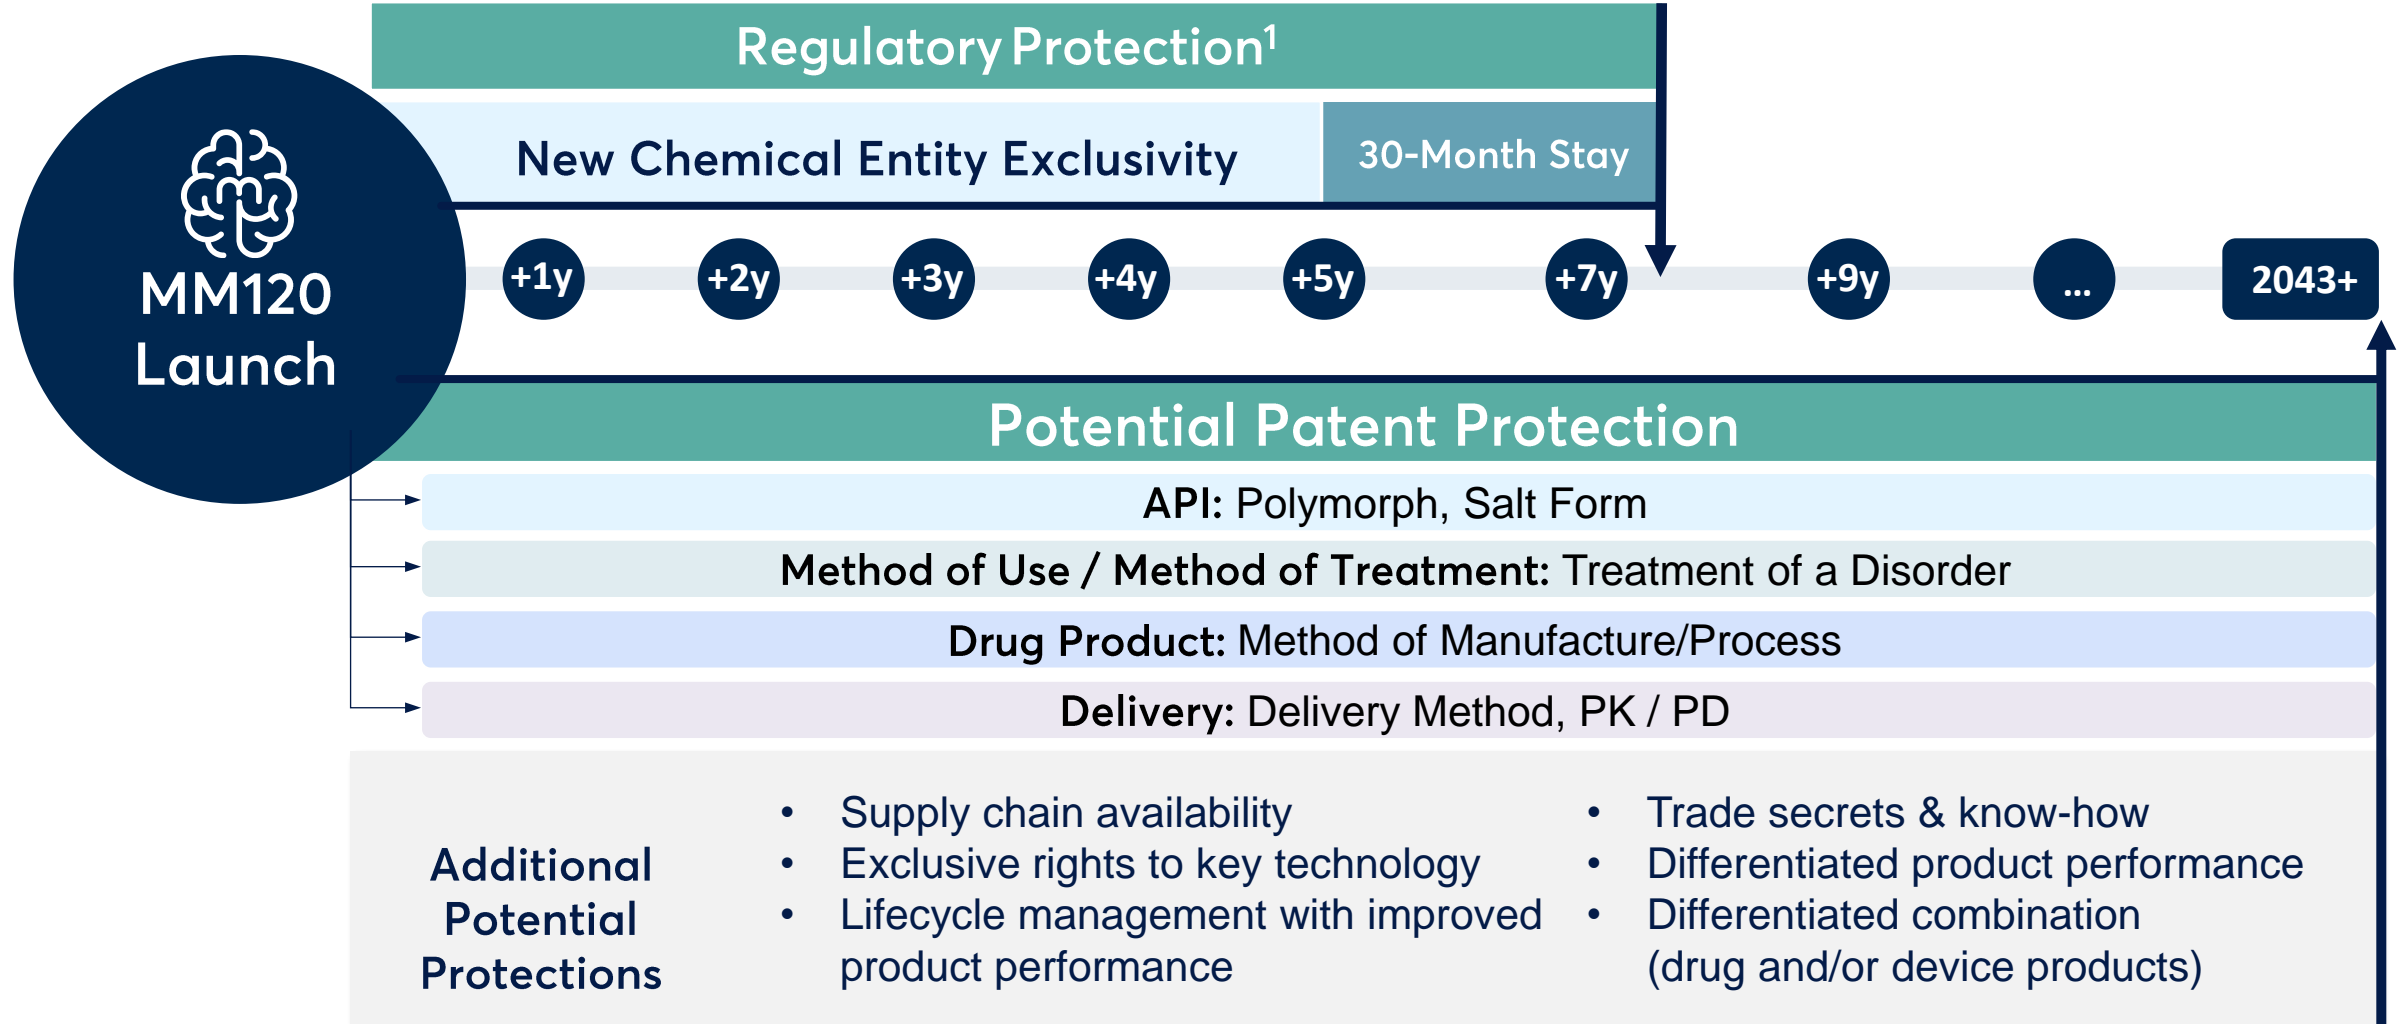 Regulatory Protection¹
New Chemical Entity Exclusivity
30-Month Stay
MM120
Launch
+1y
+2y
+3y
+4y
+5y
+7y
+9y
...
2043+
Potential Patent Protection
API: Polymorph, Salt Form
Method of Use / Method of Treatment: Treatment of a Disorder
Drug Product: Method of Manufacture/Process
Delivery: Delivery Method, PK / PD
Additional
Potential
Protections
• Supply chain availability
• Exclusive rights to key technology
• Lifecycle management with improved
product performance
• Trade secrets & know-how
• Differentiated product performance
• Differentiated combination
(drug and/or device products)